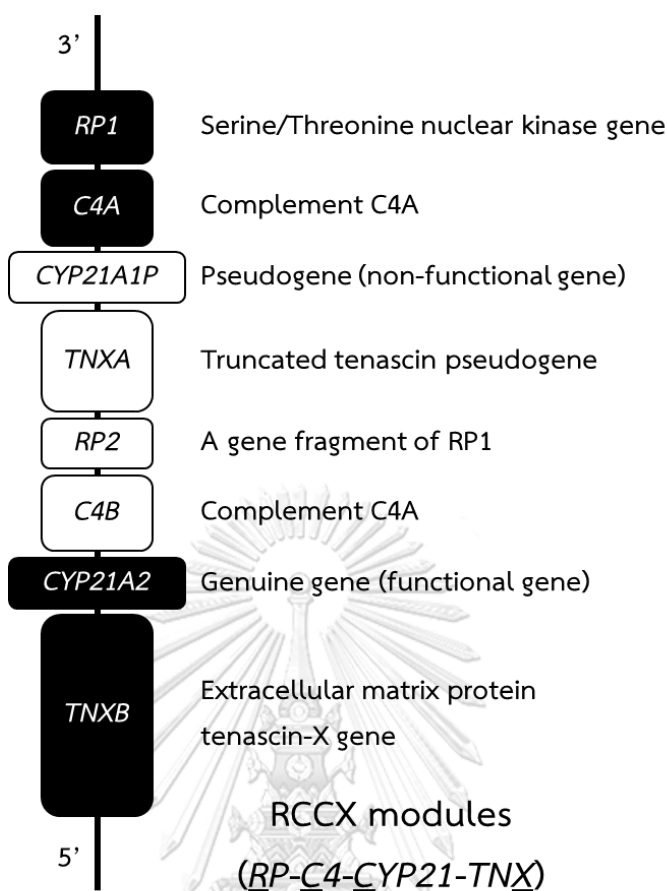 3’
RP1 Serine/Threonine nuclear kinase gene
C4A Complement C4A
CYP21A1P Pseudogene (non-functional gene)
TNXA Truncated tenascin pseudogene
RP2 A gene fragment of RP1
C4B Complement C4A
CYP21A2 Genuine gene (functional gene)
TNXB Extracellular matrix protein
tenascin-X gene
RCCX modules
5’
(RP-C4-CYP21-TNX)